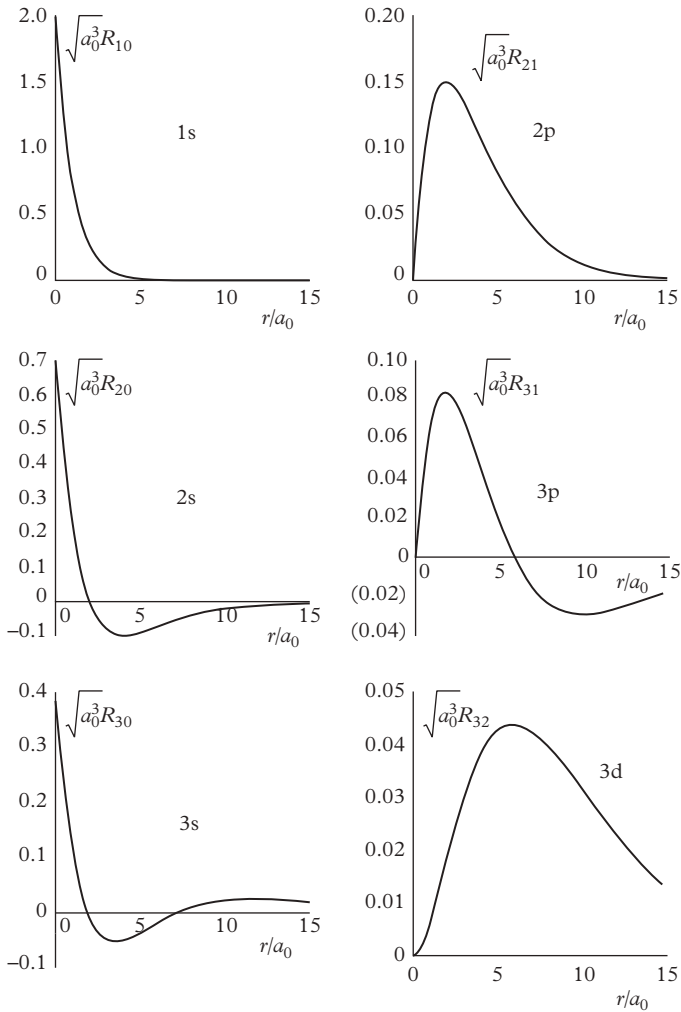 2.0
1.5
1.0
0.5
0
√a₀³R₁₀
1s
0 5 10 15
r/a₀
0.20
0.15
0.10
0.05
0
√a₀³R₂₁
2p
0 5 10 15
r/a₀
0.7
0.6
0.5
0.4
0.3
0.2
0.1
0
–0.1
√a₀³R₂₀
2s
0 5 10 15
r/a₀
0.10
0.08
0.06
0.04
0.02
0
(0.02)
(0.04)
√a₀³R₃₁
3p
0 5 10 15
r/a₀
0.4
0.3
0.2
0.1
0
–0.1
√a₀³R₃₀
3s
0 5 10 15
r/a₀
0.05
0.04
0.03
0.02
0.01
0
√a₀³R₃₂
3d
0 5 10 15
r/a₀